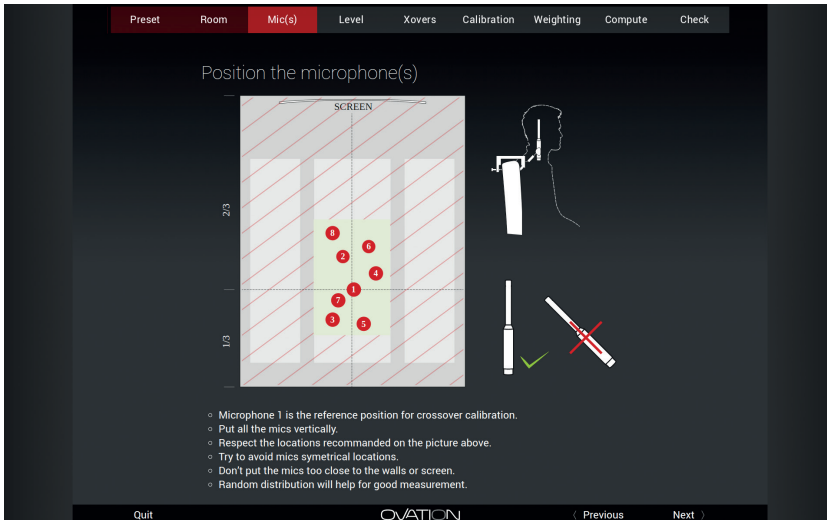 Preset Room Mic(s) Level Xovers Calibration Weighting Compute Check
Position the microphone(s)
SCREEN
2/3
8
6
2
4
1
7
3
5
1/3
Microphone 1 is the reference position for crossover calibration.
Put all the mics vertically.
Respect the locations recommanded on the picture above.
Try to avoid mics symetrical locations.
Don't put the mics too close to the walls or screen.
Random distribution will help for good measurement.
Quit OVATION 〈 Previous Next 〉